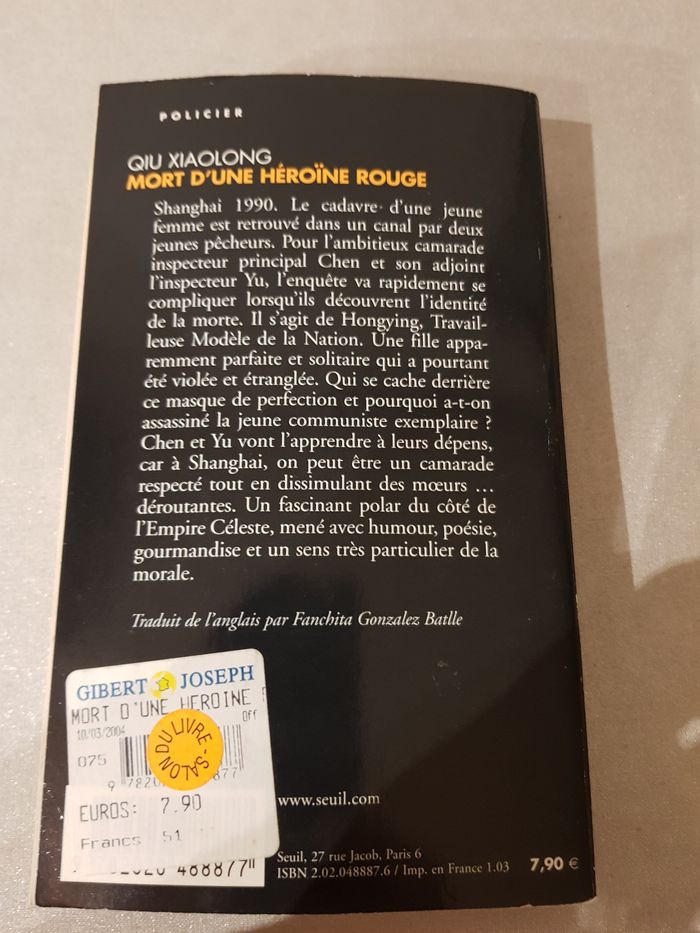 POLICIER
QIU XIAOLONG
MORT D'UNE HÉROÏNE ROUGE
Shanghai 1990. Le cadavre d'une jeune
femme est retrouvé dans un canal par deux
jeunes pêcheurs. Pour l'ambitieux camarade
inspecteur principal Chen et son adjoint
l'inspecteur Yu, l'enquête va rapidement se
compliquer lorsqu'ils découvrent l'identité
de la morte. Il s'agit de Hongying, Travail-
leuse Modèle de la Nation. Une fille appa-
remment parfaite et solitaire qui a pourtant
été violée et étranglée. Qui se cache derrière
ce masque de perfection et pourquoi a-t-on
assassiné la jeune communiste exemplaire ?
Chen et Yu vont l'apprendre à leurs dépens,
car à Shanghai, on peut être un camarade
respecté tout en dissimulant des mœurs ...
déroutantes. Un fascinant polar du côté de
l'Empire Céleste, mené avec humour, poésie,
gourmandise et un sens très particulier de la
morale.
Traduit de l'anglais par Fanchita Gonzalez Batlle
GIBERT JOSEPH
MORT D'UNE HEROINE
Off
10/03/2004
075
SALON DU LIVRE -
9 7820 877
EUROS: 7.90
Francs 51
488877
www.seuil.com
Seuil, 27 rue Jacob, Paris 6
ISBN 2.02.048887.6 / Imp. en France 1.03
7,90 €